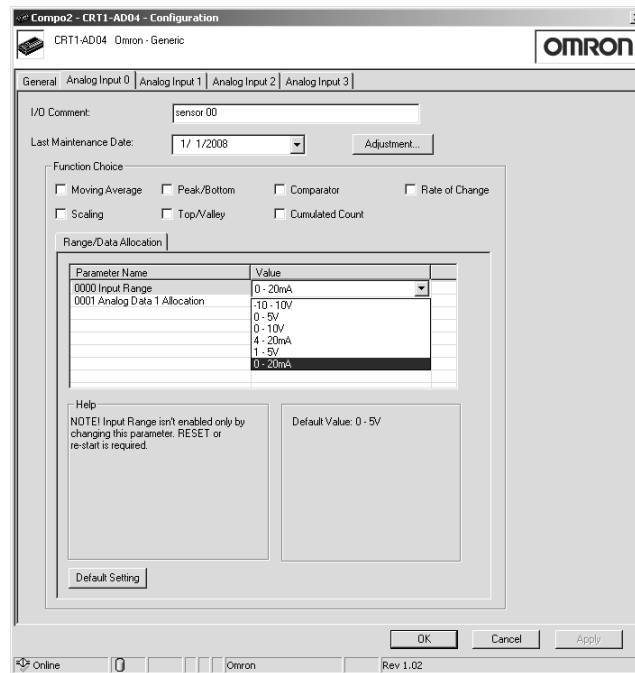 Compo2 - CRT1-AD04 - Configuration
CRT1-AD04 Omron - Generic
OMRON
General Analog Input 0 Analog Input 1 Analog Input 2 Analog Input 3
I/O Comment: sensor 00
Last Maintenance Date: 1/ 1/2008 Adjustment...
Function Choice
Moving Average Peak/Bottom Comparator Rate of Change
Scaling Top/Valley Cumulated Count
Range/Data Allocation
Parameter Name Value
0000 Input Range 0 - 20mA
0001 Analog Data 1 Allocation
-10 - 10V
0 - 5V
0 - 10V
4 - 20mA
1 - 5V
0 - 20mA
Help
NOTE! Input Range isn't enabled only by
changing this parameter. RESET or
re-start is required.
Default Value: 0 - 5V
Default Setting
OK Cancel Apply
Online 0 Omron Rev 1.02